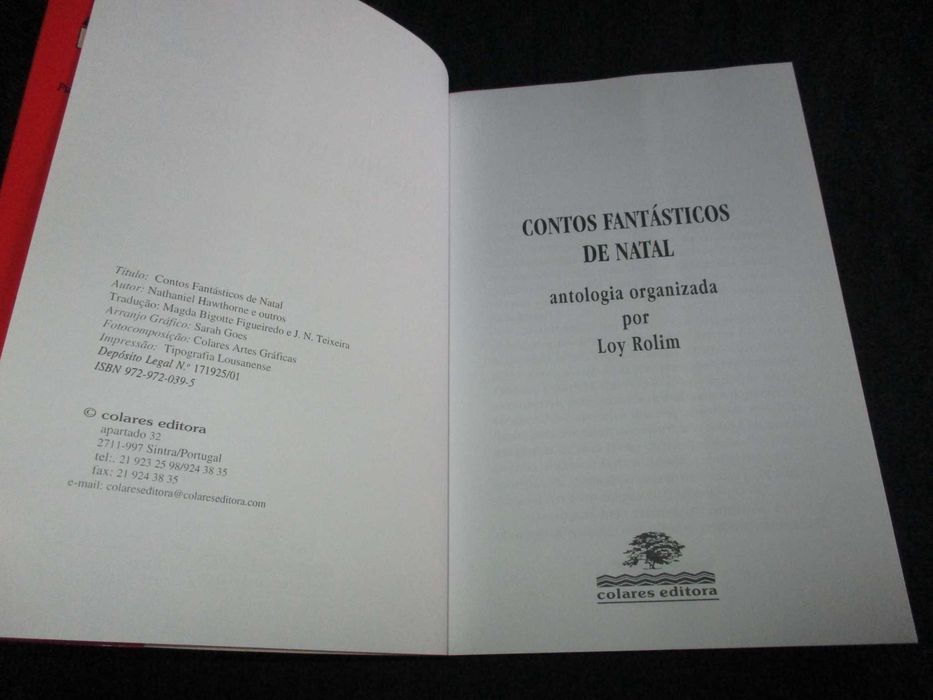 Título: Contos Fantásticos de Natal
Autor: Nathaniel Hawthorne e outros
Tradução: Magda Bigotte Figueiredo e J. N. Teixeira
Arranjo Gráfico: Sarah Goes
Fotocomposição: Colares Artes Gráficas
Impressão: Tipografia Lousanense
Depósito Legal N.º 171925/01
ISBN 972-972-039-5
© colares editora
apartado 32
2711-997 Sintra/Portugal
tel:. 21 923 25 98/924 38 35
fax: 21 924 38 35
e-mail: colareseditora@colareseditora.com
CONTOS FANTÁSTICOS
DE NATAL
antologia organizada
por
Loy Rolim
colares editora